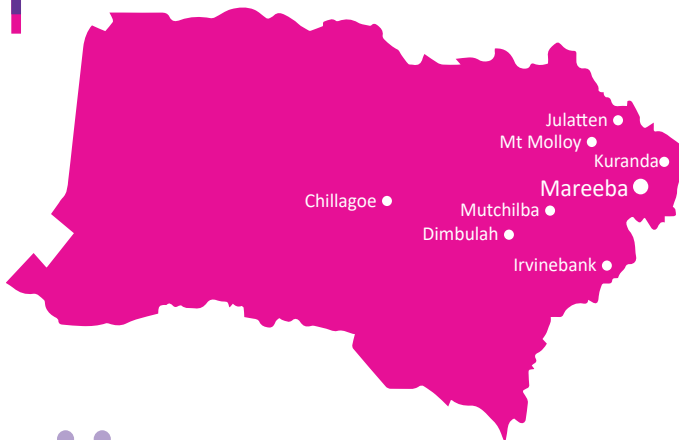 Julatten
Mt Molloy
Kuranda
Mareeba
Chillagoe
Mutchilba
Dimbulah
Irvinebank